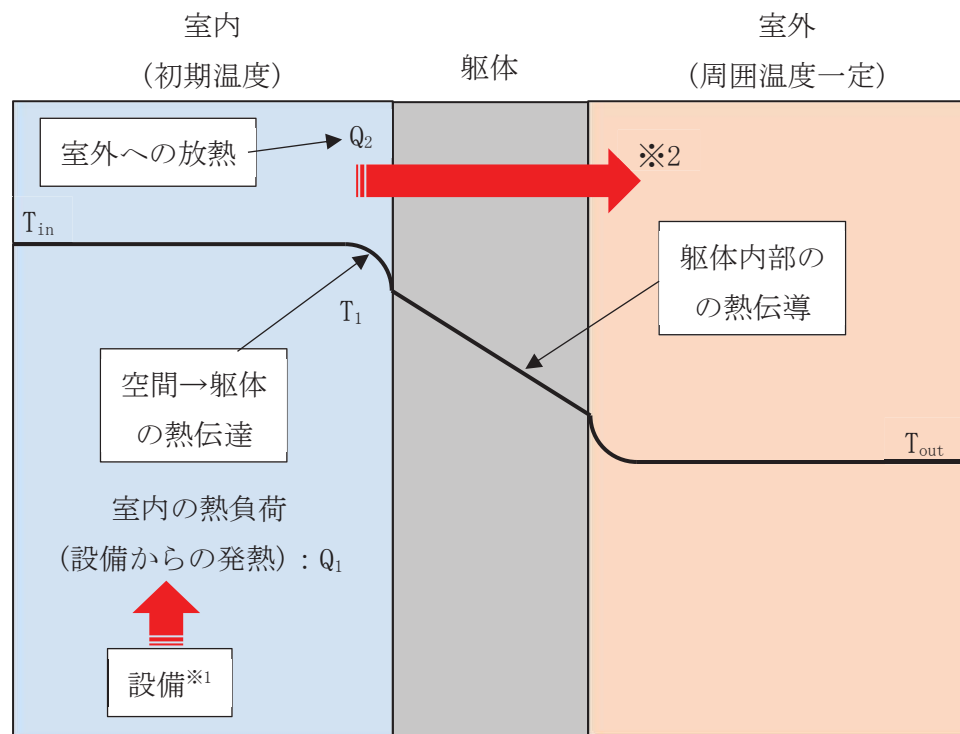 室内
(初期温度)
躯体
室外
(周囲温度一定)
室外への放熱
Q₂
※2
T_in
躯体内部の
の熱伝導
T₁
空間→躯体
の熱伝達
T_out
室内の熱負荷
(設備からの発熱)：Q₁
設備※1